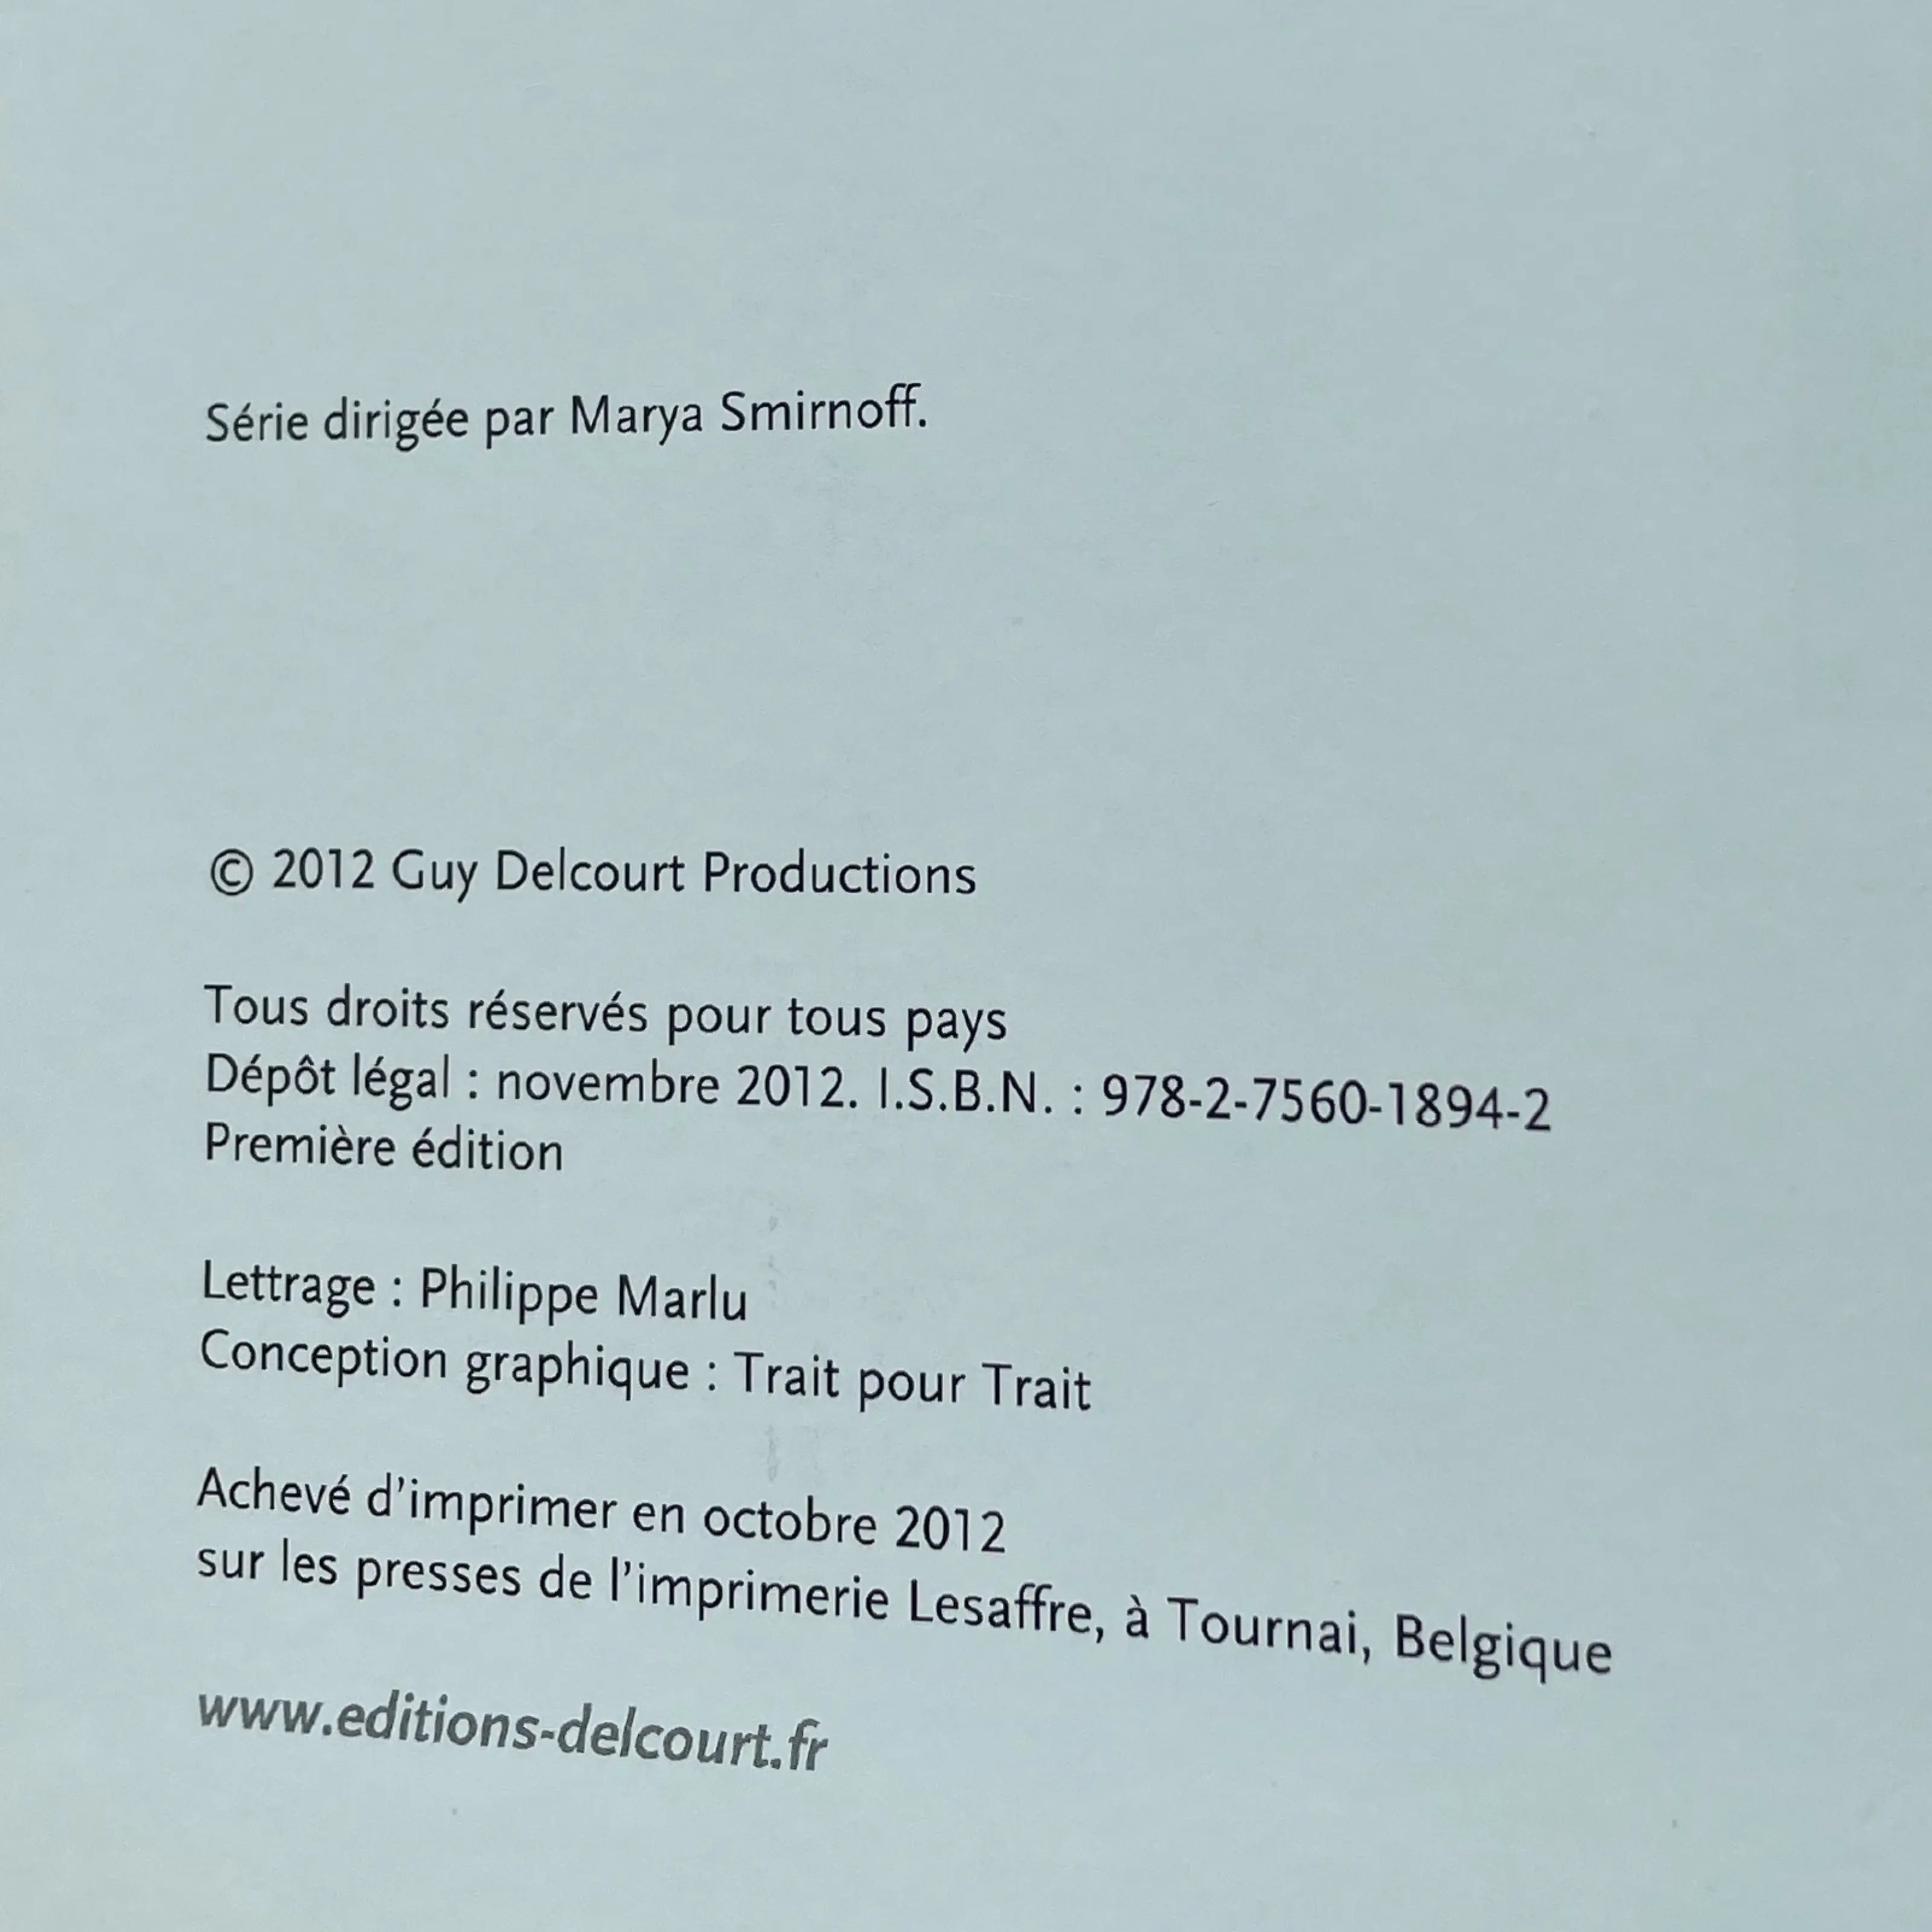 Série dirigée par Marya Smirnoff.
© 2012 Guy Delcourt Productions
Tous droits réservés pour tous pays
Dépôt légal : novembre 2012. I.S.B.N. : 978-2-7560-1894-2
Première édition
Lettrage : Philippe Marlu
Conception graphique : Trait pour Trait
Achevé d'imprimer en octobre 2012
sur les presses de l'imprimerie Lesaffre, à Tournai, Belgique
www.editions-delcourt.fr